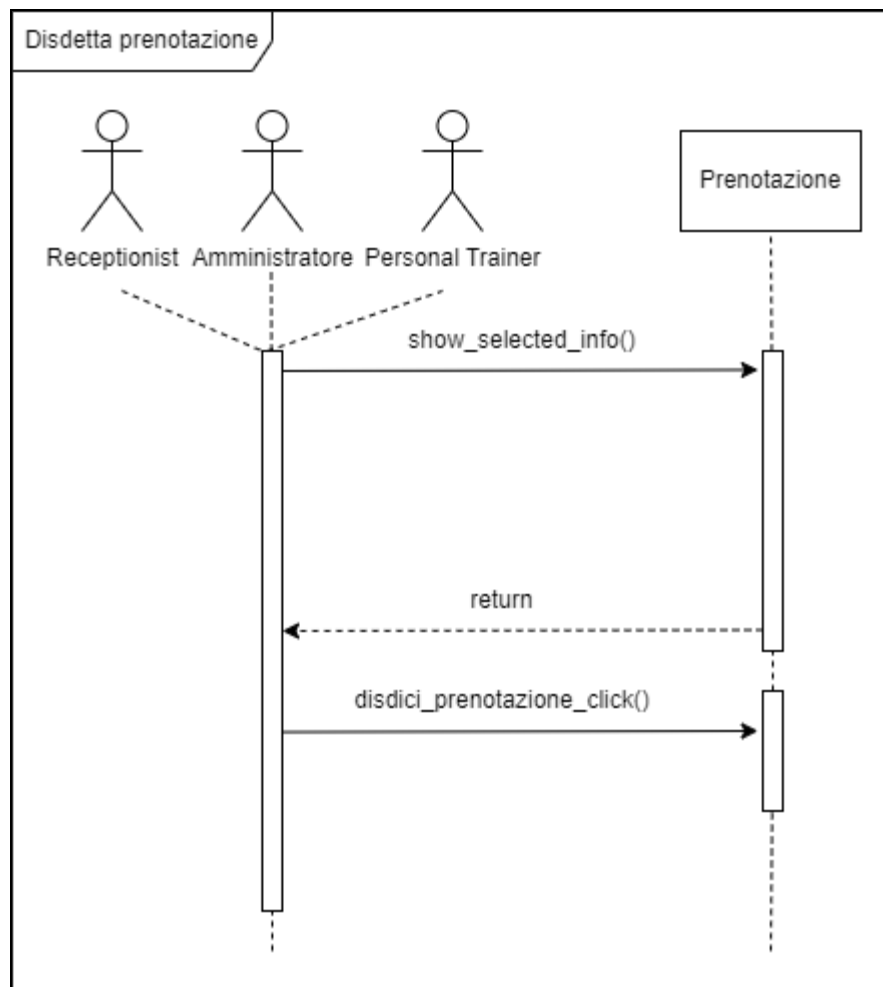 Disdetta prenotazione
Receptionist
Amministratore
Personal Trainer
Prenotazione
show_selected_info()
return
disdici_prenotazione_click()